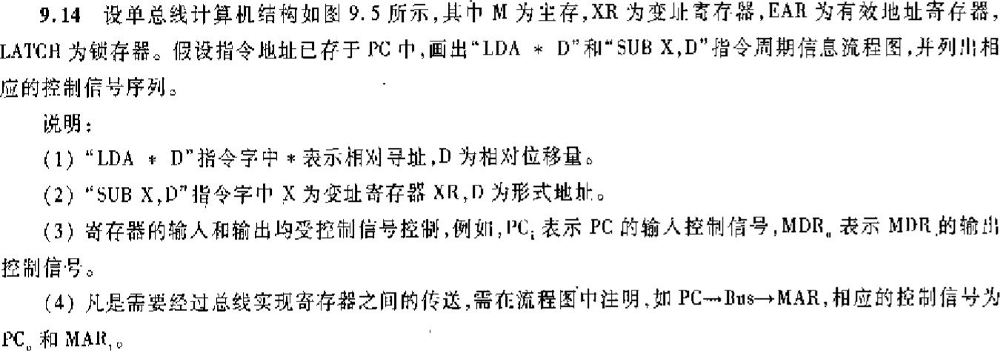 9.14 设单总线计算机结构如图 9.5 所示,其中 M 为主存,XR 为变址寄存器,EAR 为有效地址寄存器,
LATCH 为锁存器。假设指令地址已存于 PC 中,画出“LDA * D”和“SUB X,D”指令周期信息流程图,并列出相
应的控制信号序列。
说明:
(1) “LDA * D”指令字中 * 表示相对寻址,D 为相对位移量。
(2) “SUB X,D”指令字中 X 为变址寄存器 XR,D 为形式地址。
(3) 寄存器的输入和输出均受控制信号控制,例如,PCi 表示 PC 的输入控制信号,MDRo 表示 MDR 的输出
控制信号。
(4) 凡是需要经过总线实现寄存器之间的传送,需在流程图中注明,如 PC→Bus→MAR,相应的控制信号为
PCo 和 MARi。